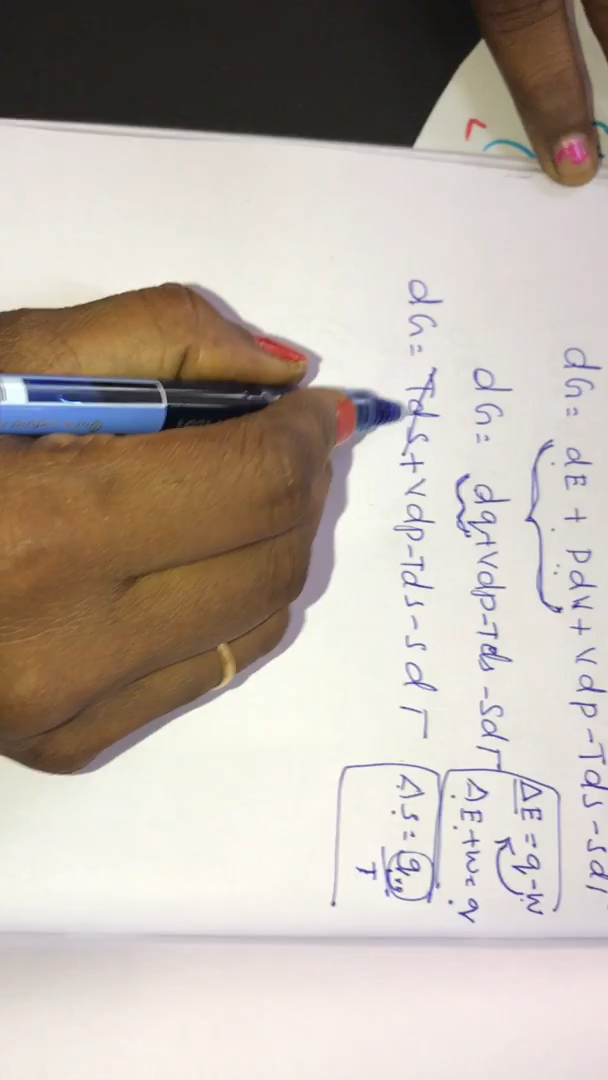 dG = dE + PdV + Vdp - Tds - sdT
dG = dq + Vdp - Tds - SdT
dG = TdS + Vdp - Tds - sdT
ΔE = q - w
ΔE + w = q
ΔS = q
T